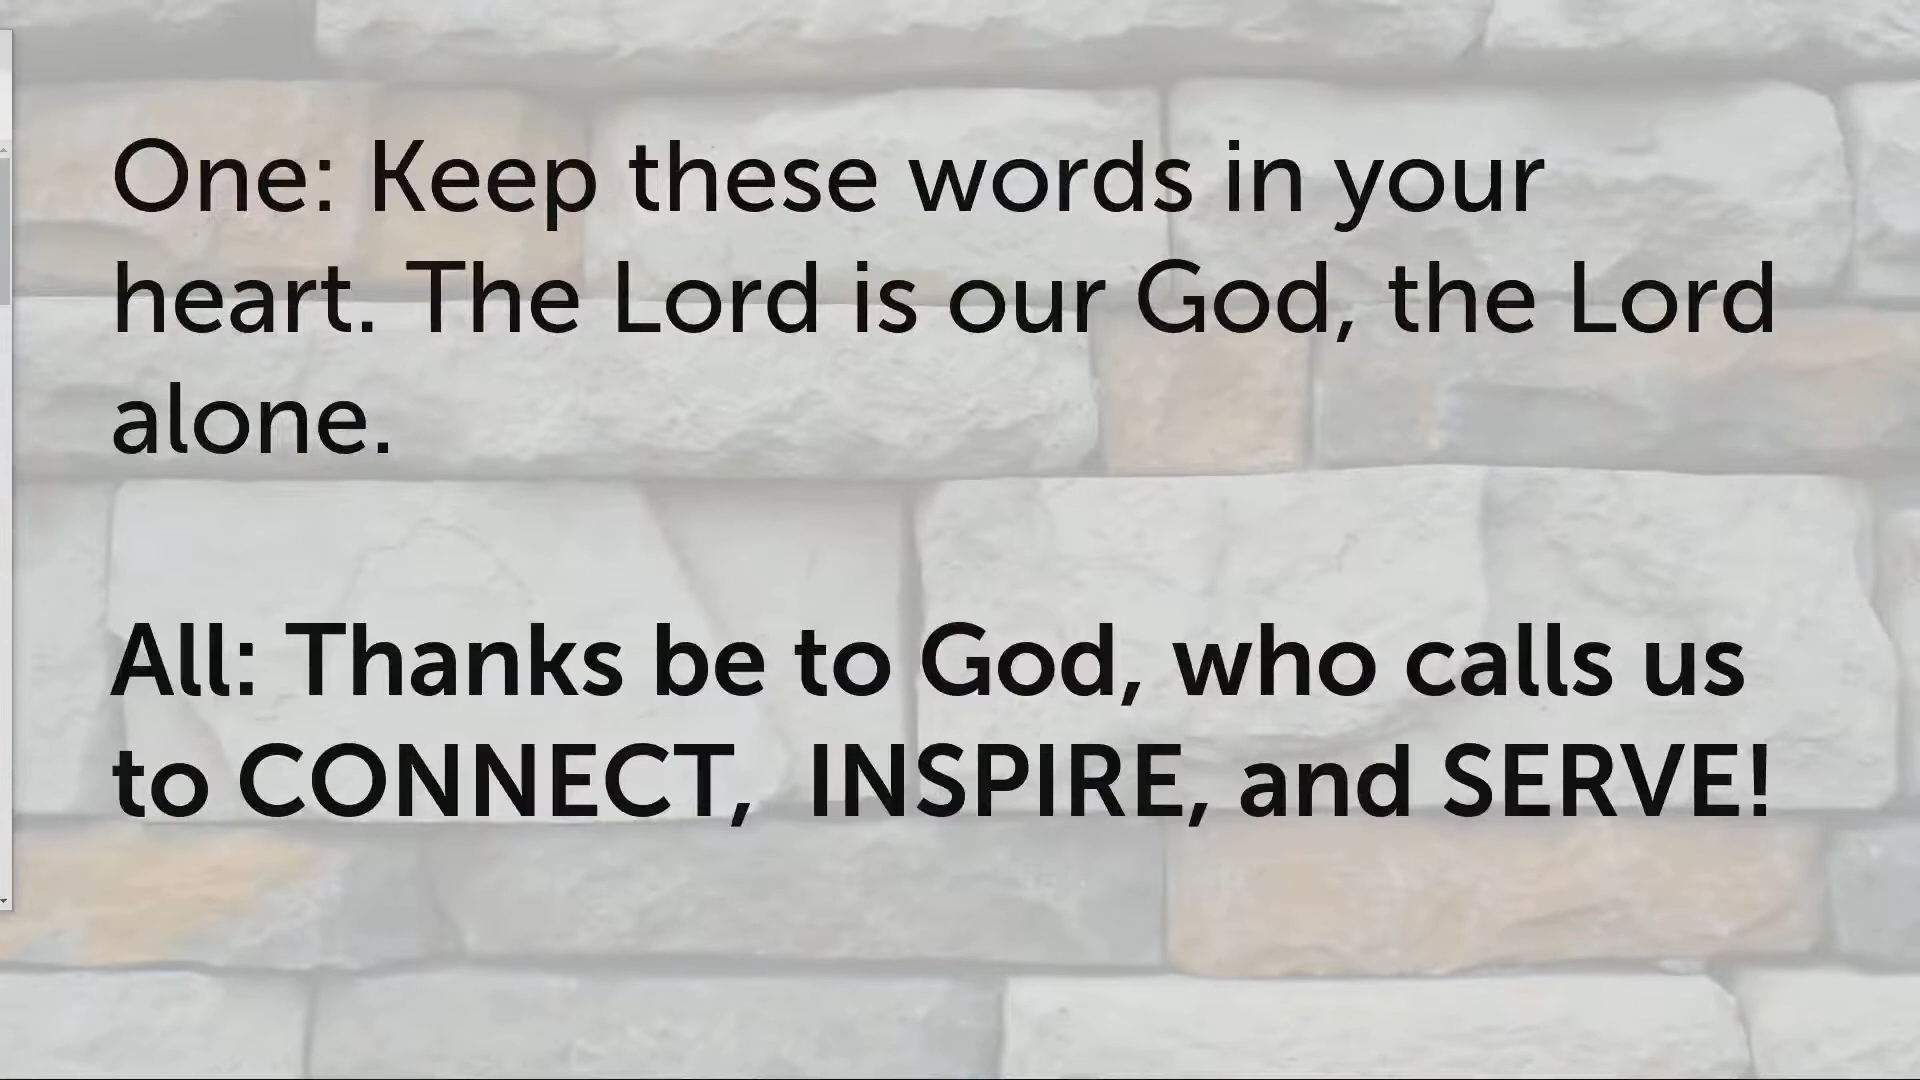 One: Keep these words in your
heart. The Lord is our God, the Lord
alone.
All: Thanks be to God, who calls us
to CONNECT,  INSPIRE, and SERVE!